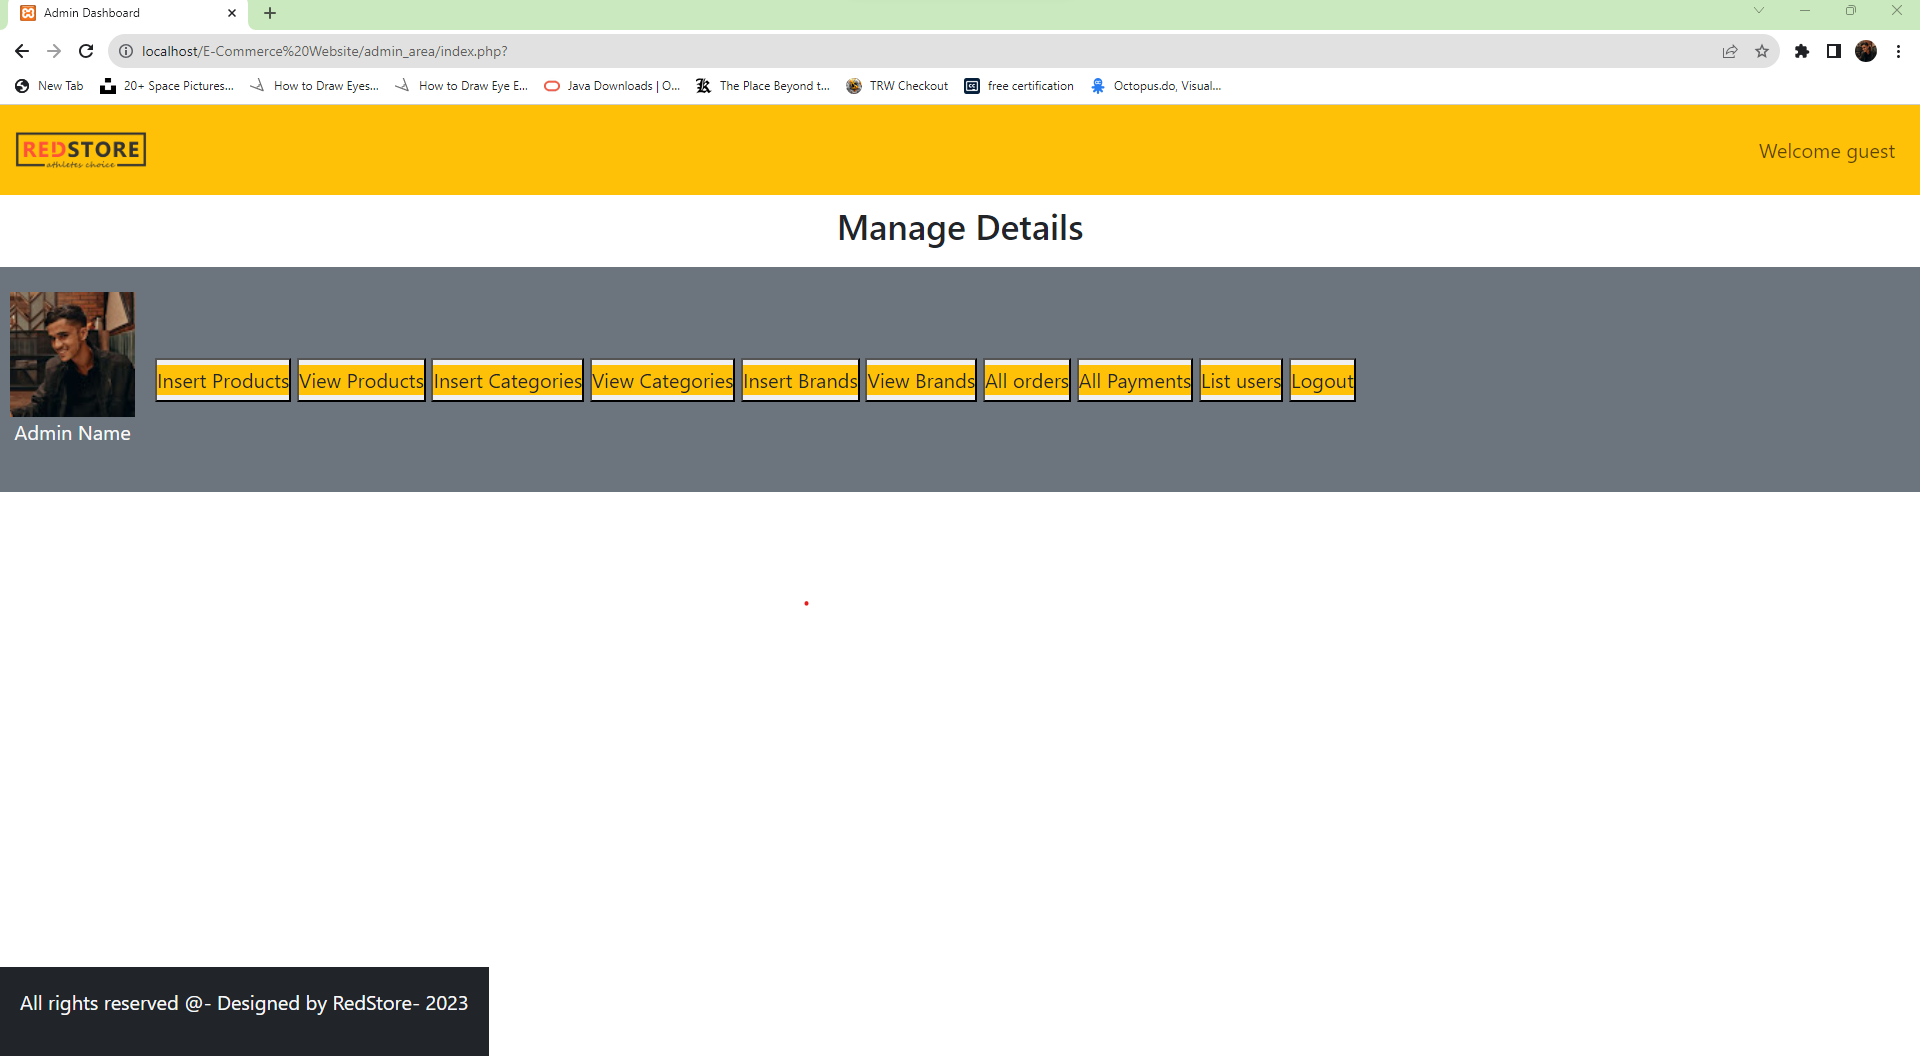 Admin Dashboard
localhost/E-Commerce%20Website/admin_area/index.php?
New Tab
20+ Space Pictures...
How to Draw Eyes...
How to Draw Eye E...
Java Downloads | O...
The Place Beyond t...
TRW Checkout
free certification
Octopus.do, Visual...
REDSTORE
athletes choice
Welcome guest
Manage Details
Admin Name
Insert Products
View Products
Insert Categories
View Categories
Insert Brands
View Brands
All orders
All Payments
List users
Logout
All rights reserved @- Designed by RedStore- 2023